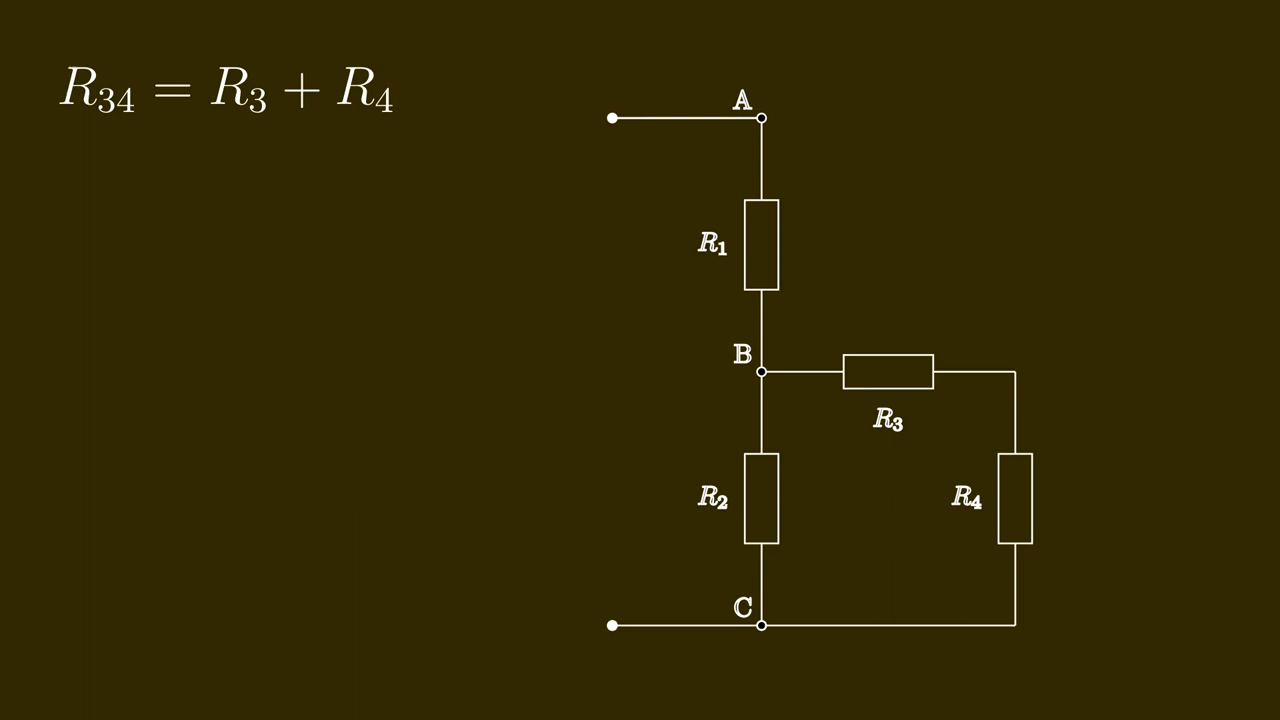 R₃₄ = R₃ + R₄
A
R₁
B
R₃
R₂
R₄
C